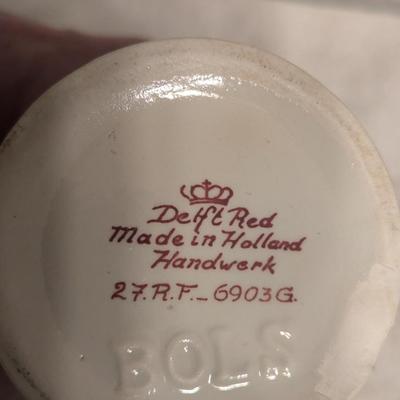 Delft Red
Made in Holland
Handwerk
27.R.F._6903G.
BOLS